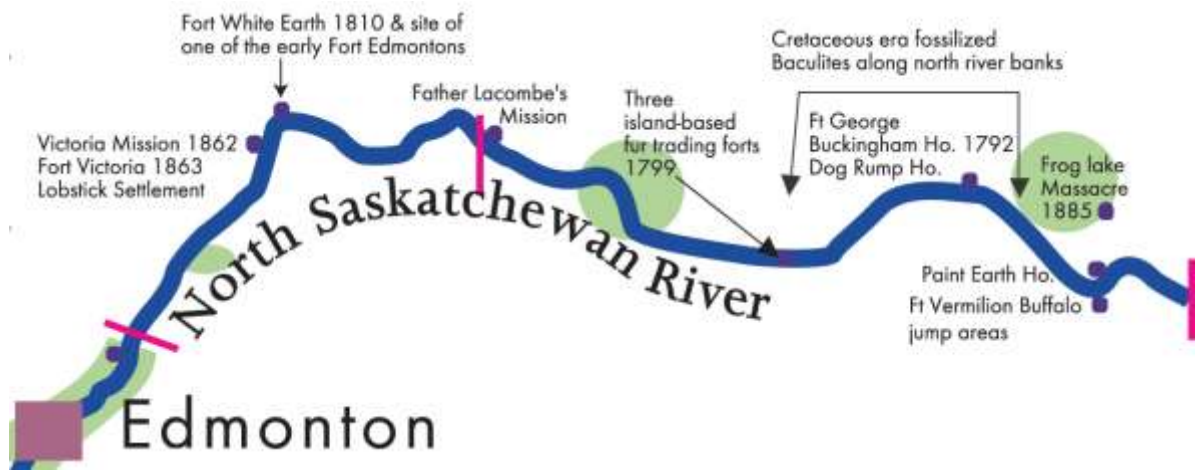 Fort White Earth 1810 & site of
one of the early Fort Edmontons
Victoria Mission 1862
Fort Victoria 1863
Lobstick Settlement
Father Lacombe's
Mission
Three
island-based
fur trading forts
1799
Cretaceous era fossilized
Baculites along north river banks
Ft George
Buckingham Ho. 1792
Dog Rump Ho.
Frog lake
Massacre
1885
Paint Earth Ho.
Ft Vermilion Buffalo
jump areas
North Saskatchewan River
Edmonton